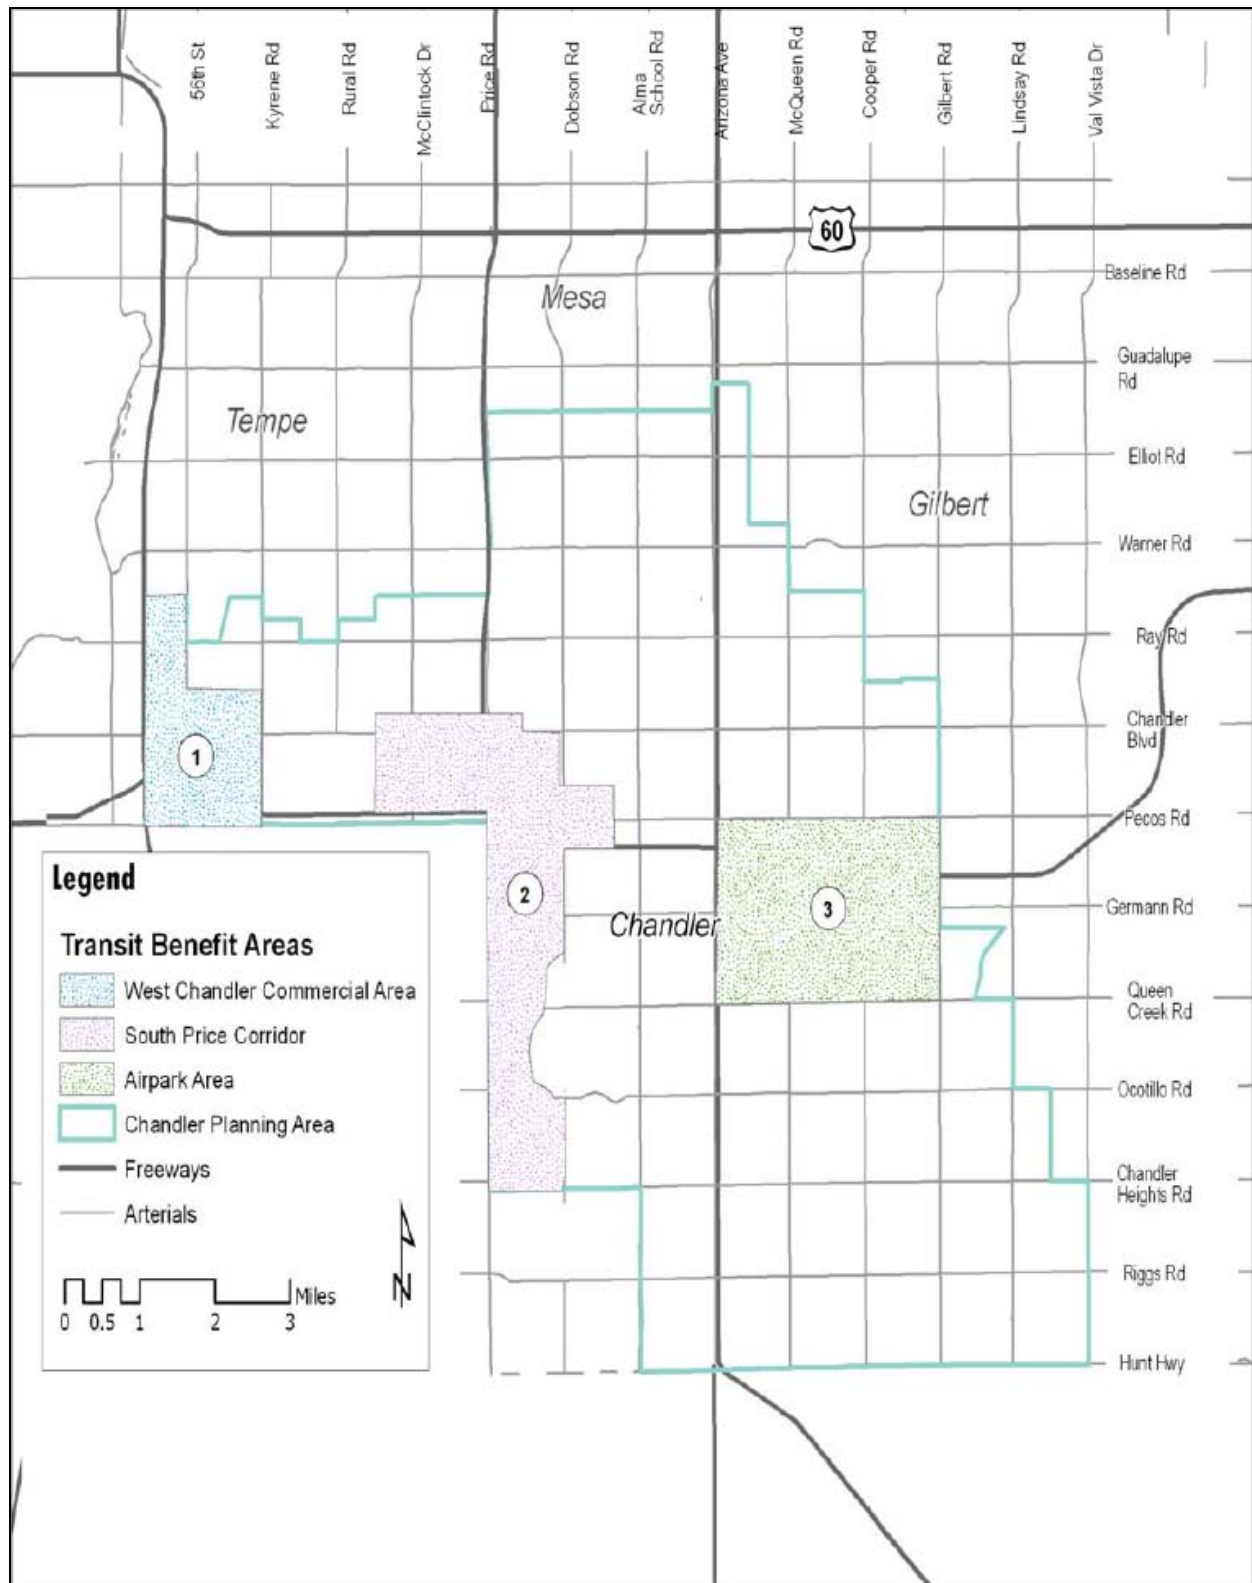 56th St
Kyrene Rd
Rural Rd
McClintock Dr
Price Rd
Dobson Rd
Alma
School Rd
Arizona Ave
McQueen Rd
Cooper Rd
Gilbert Rd
Lindsay Rd
Val Vista Dr
60
Baseline Rd
Mesa
Guadalupe
Rd
Tempe
Elliot Rd
Gilbert
Warner Rd
Ray Rd
Chandler
Blvd
1
Pecos Rd
2
3
Germann Rd
Chandler
Queen
Creek Rd
Ocotillo Rd
Chandler
Heights Rd
Riggs Rd
Hunt Hwy
Legend
Transit Benefit Areas
West Chandler Commercial Area
South Price Corridor
Airpark Area
Chandler Planning Area
Freeways
Arterials
N
Miles
0 0.5 1 2 3